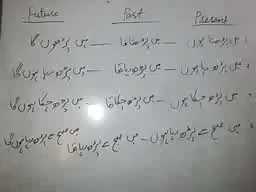 Future Past Present
میں پڑھتا ہوں — میں پڑھتا تھا — میں پڑھوں گا
میں پڑھ رہا ہوں — میں پڑھ رہا تھا — میں پڑھ رہا ہوں گا
میں پڑھ چکا ہوں — میں پڑھ چکا تھا — میں پڑھ چکا ہوں گا
میں صبح سے پڑھ رہا ہوں — میں صبح سے پڑھ رہا تھا — میں صبح سے پڑھ رہا ہوں گا